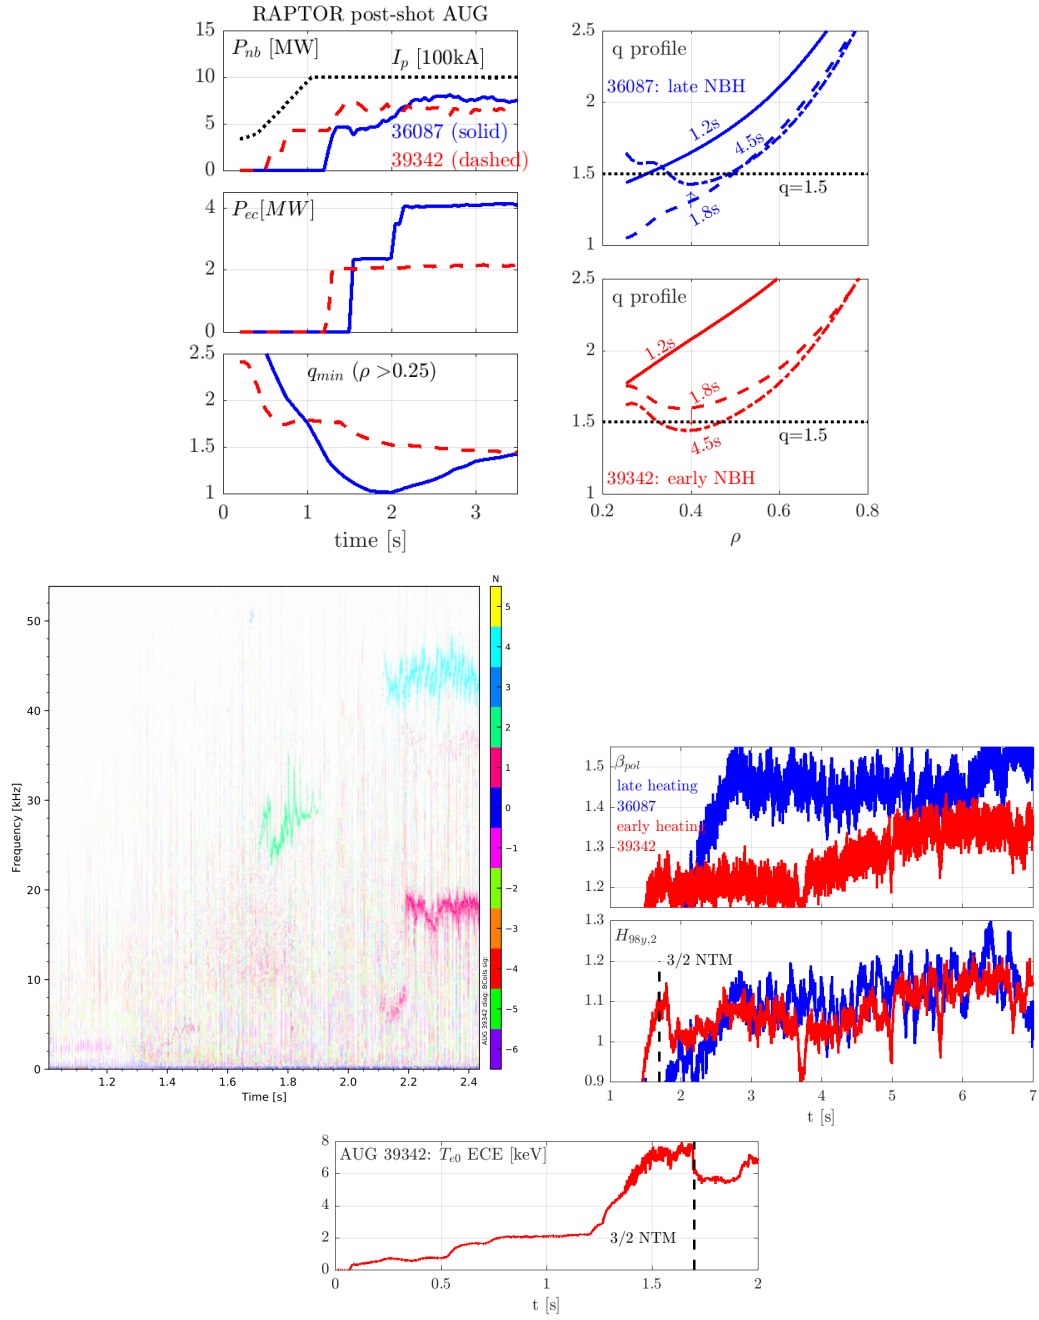 RAPTOR post-shot AUG
15
10
5
0
P_nb [MW]
I_p [100kA]
36087 (solid)
39342 (dashed)
4
2
0
P_ec[MW]
2.5
2
1.5
1
q_min (ρ >0.25)
0
1
2
3
time [s]
2.5
2
1.5
1
q profile
36087: late NBH
1.2s
4.5s
q=1.5
1.8s
2.5
2
1.5
1
q profile
1.2s
1.8s
q=1.5
4.5s
39342: early NBH
0.2
0.4
0.6
0.8
ρ
50
40
30
20
10
0
Frequency [kHz]
1.2
1.4
1.6
1.8
2.0
2.2
2.4
Time [s]
N
5
4
3
2
1
0
−1
−2
−3
−4
−5
−6
AUG 39342 diag: BCoils sig:
1.5
1.4
1.3
1.2
β_pol
late heating
36087
early heating
39342
1.3
1.2
1.1
1
0.9
H_98y,2
3/2 NTM
1
2
3
4
5
6
7
t [s]
8
6
4
2
0
AUG 39342: T_e0 ECE [keV]
3/2 NTM
0
0.5
1
1.5
2
t [s]